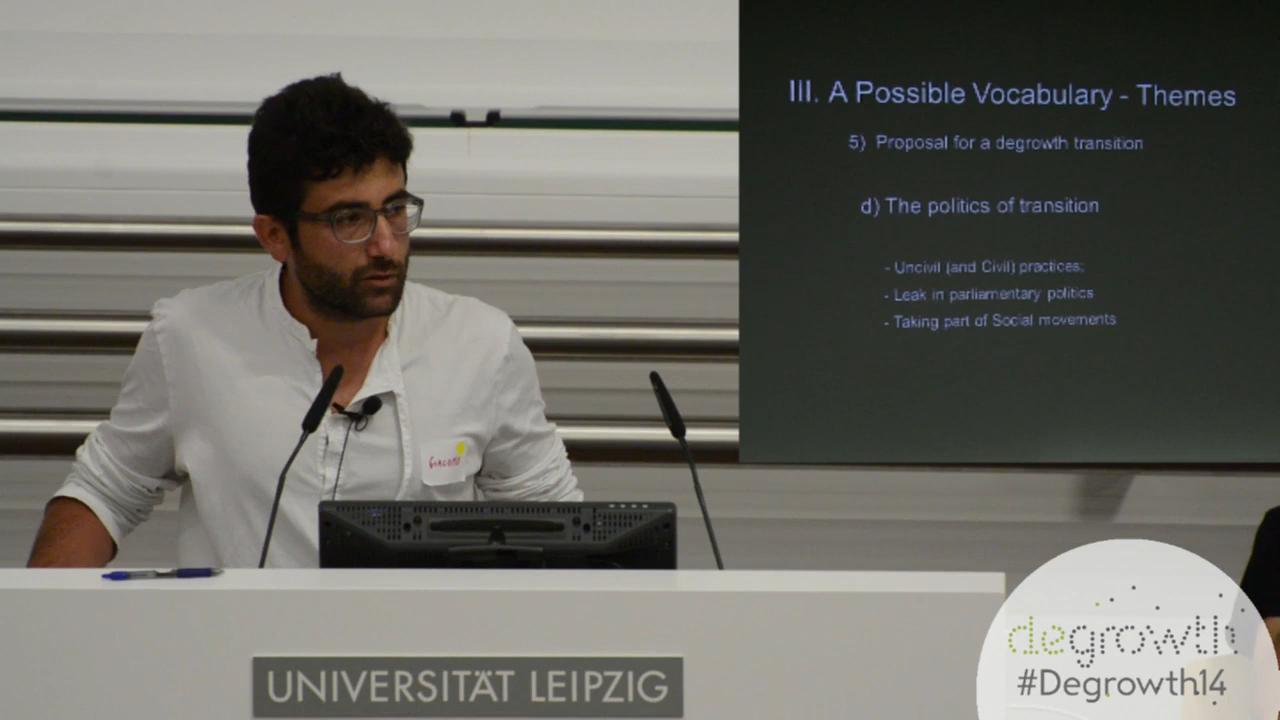 III. A Possible Vocabulary - Themes
5) Proposal for a degrowth transition
d) The politics of transition
- Uncivil (and Civil) practices;
- Leak in parliamentary politics
- Taking part of Social movements
GIACOMO
UNIVERSITÄT LEIPZIG
degrowth
#Degrowth14